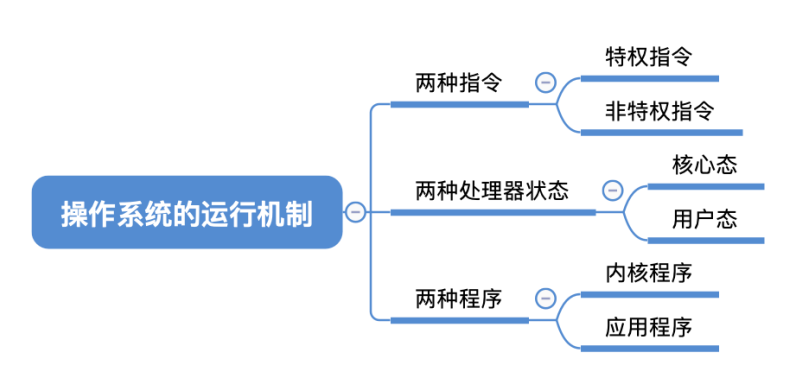 操作系统的运行机制
两种指令
特权指令
非特权指令
两种处理器状态
核心态
用户态
两种程序
内核程序
应用程序